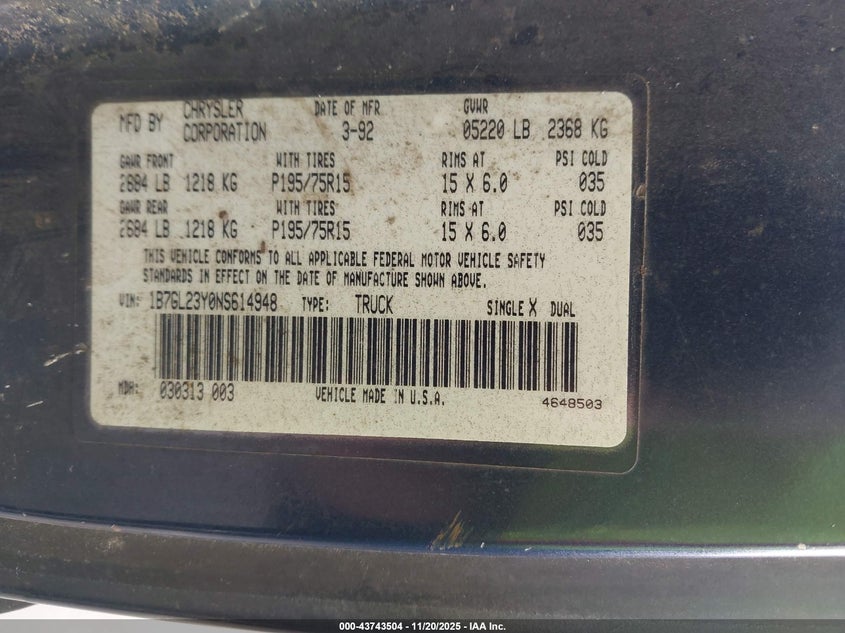 MFD BY CHRYSLER CORPORATION DATE OF MFR 3-92 GVWR 05220 LB 2368 KG
GAWR FRONT WITH TIRES RIMS AT PSI COLD
2684 LB 1218 KG P195/75R15 15 X 6.0 035
GAWR REAR WITH TIRES RIMS AT PSI COLD
2684 LB 1218 KG P195/75R15 15 X 6.0 035
THIS VEHICLE CONFORMS TO ALL APPLICABLE FEDERAL MOTOR VEHICLE SAFETY
STANDARDS IN EFFECT ON THE DATE OF MANUFACTURE SHOWN ABOVE.
VIN: 1B7GL23Y0NS614948 TYPE: TRUCK SINGLE X DUAL
MDH: 030313 003 VEHICLE MADE IN U.S.A. 4648503
000-43743504 - 11/20/2025 - IAA Inc.